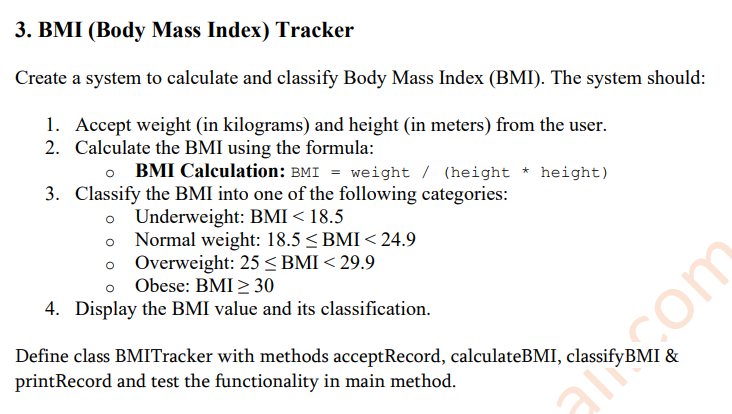 3. BMI (Body Mass Index) Tracker
Create a system to calculate and classify Body Mass Index (BMI). The system should:
1. Accept weight (in kilograms) and height (in meters) from the user.
2. Calculate the BMI using the formula:
o BMI Calculation: BMI = weight / (height * height)
3. Classify the BMI into one of the following categories:
o Underweight: BMI < 18.5
o Normal weight: 18.5 ≤ BMI < 24.9
o Overweight: 25 ≤ BMI < 29.9
o Obese: BMI ≥ 30
4. Display the BMI value and its classification.
Define class BMITracker with methods acceptRecord, calculateBMI, classifyBMI &
printRecord and test the functionality in main method.